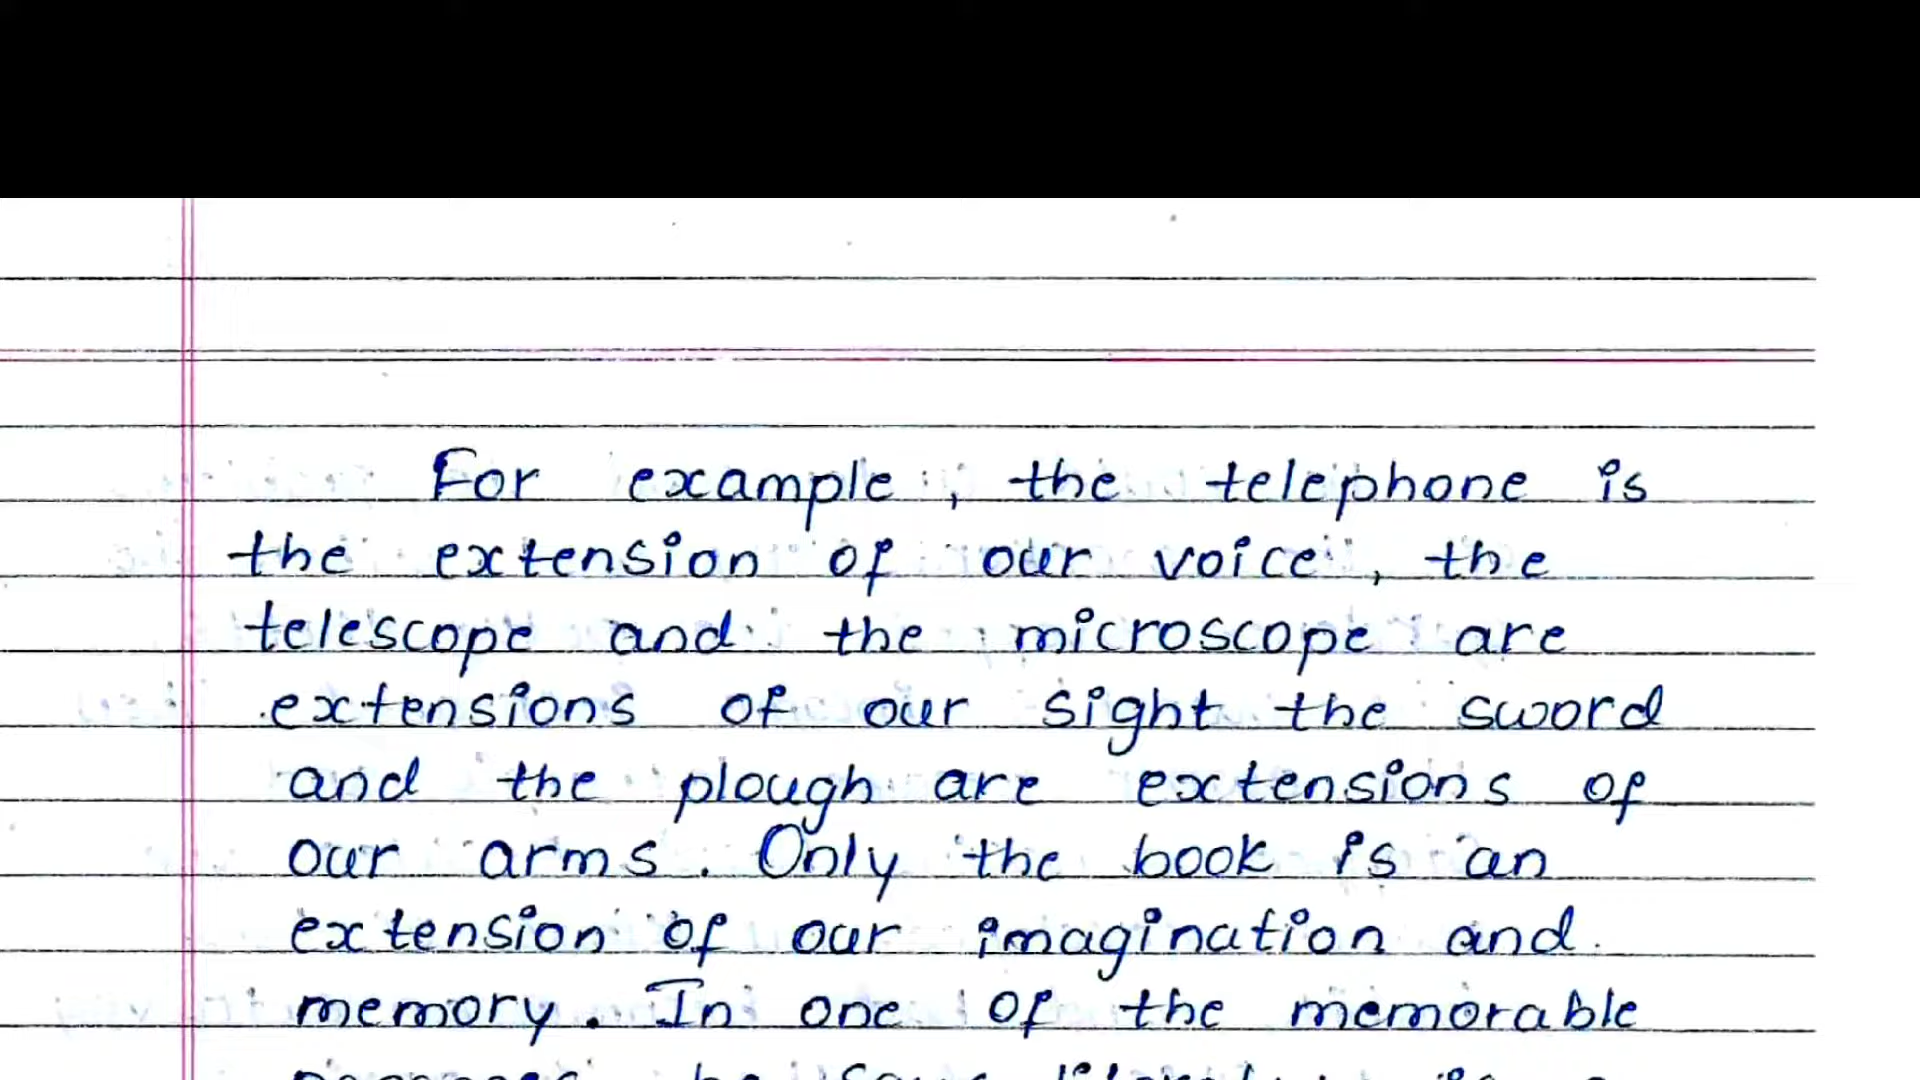 For example, the telephone is
the extension of our voice, the
telescope and the microscope are
extensions of our sight the sword
and the plough are extensions of
our arms. Only the book is an
extension of our imagination and
memory. In one of the memorable